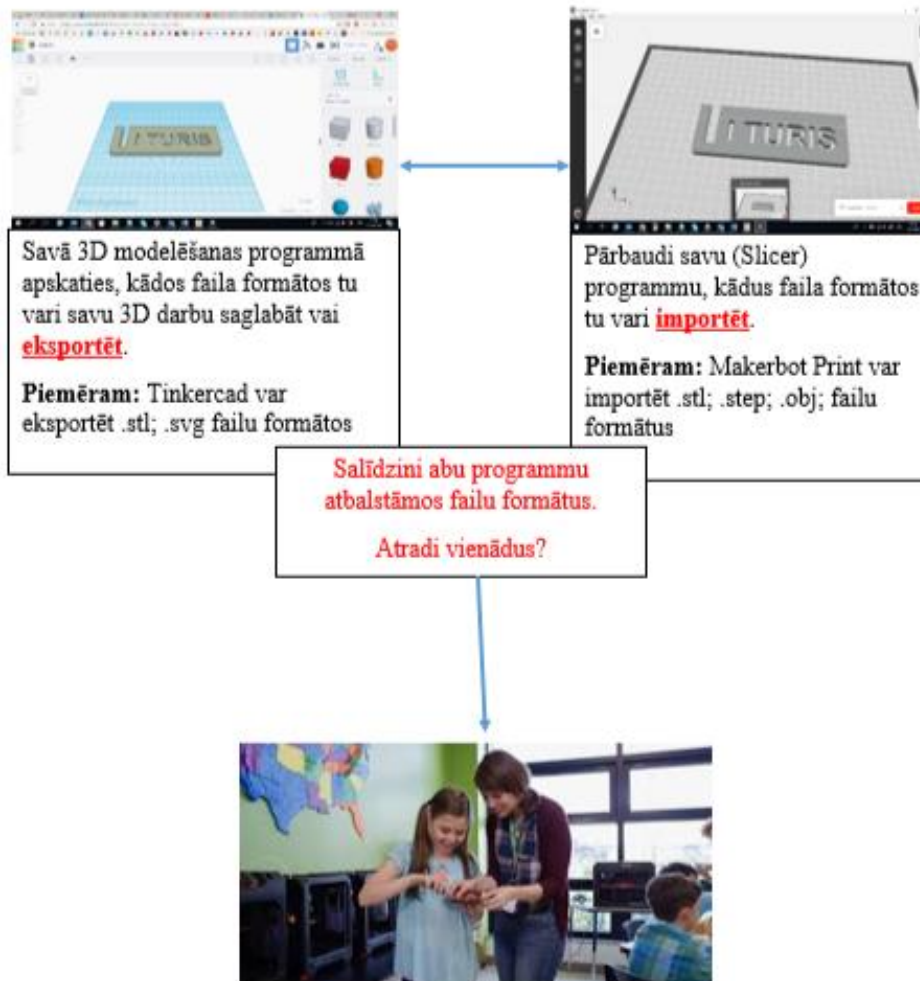 LITURIS
LITURIS
Savā 3D modelēšanas programmā
apskaties, kādos faila formātos tu
vari savu 3D darbu saglabāt vai
eksportēt.
Piemēram: Tinkercad var
eksportēt .stl; .svg failu formātos
Pārbaudi savu (Slicer)
programmu, kādus faila formātos
tu vari importēt.
Piemēram: Makerbot Print var
importēt .stl; .step; .obj; failu
formātus
Salīdzini abu programmu
atbalstāmos failu formātus.
Atradi vienādus?